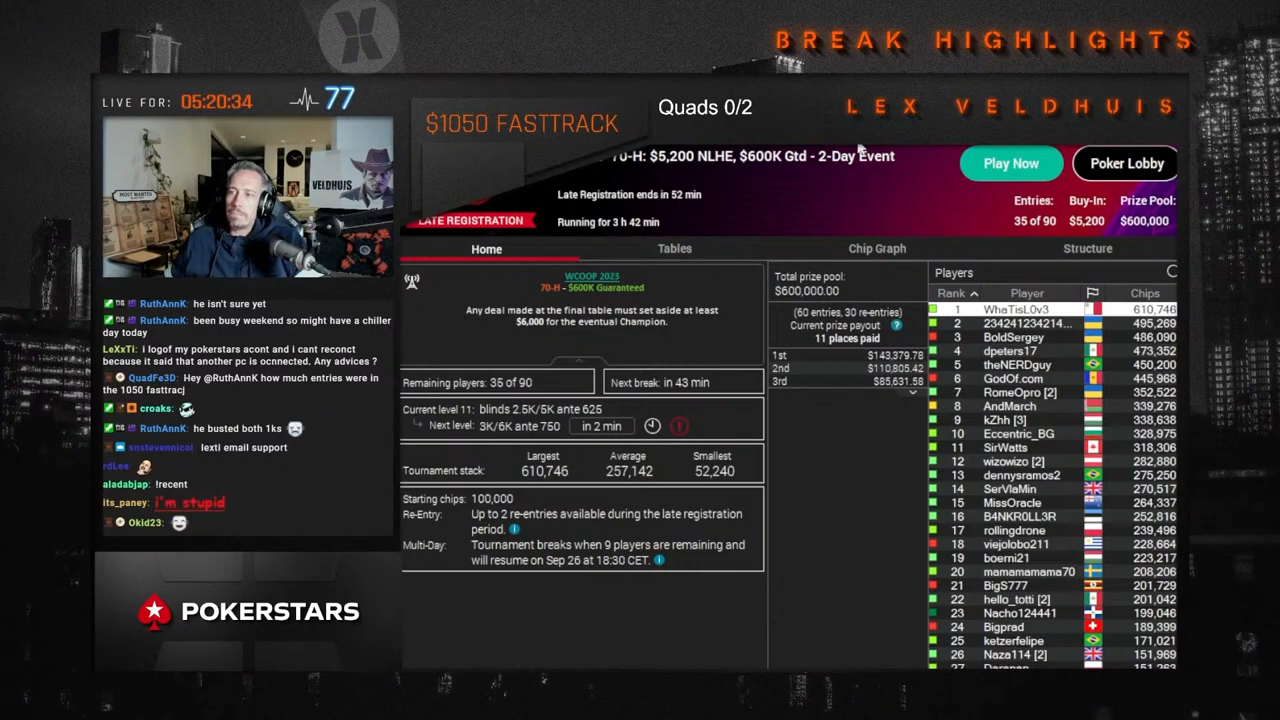 BREAK HIGHLIGHTS
LIVE FOR: 05:20:34 77
$1050 FASTTRACK
Quads 0/2
LEX VELDHUIS
VELDHUIS
MOST WANTED
70-H: $5,200 NLHE, $600K Gtd - 2-Day Event
Play Now
Poker Lobby
Late Registration ends in 52 min
LATE REGISTRATION
Running for 3 h 42 min
Entries: Buy-In: Prize Pool:
35 of 90 $5,200 $600,000
Home Tables Chip Graph Structure
WCOOP 2023
70-H - $600K Guaranteed
Any deal made at the final table must set aside at least
$6,000 for the eventual Champion.
Remaining players: 35 of 90
Next break: in 43 min
Current level 11: blinds 2.5K/5K ante 625
Next level: 3K/6K ante 750 in 2 min
Largest Average Smallest
Tournament stack: 610,746 257,142 52,240
Starting chips: 100,000
Re-Entry: Up to 2 re-entries available during the late registration
period.
Multi-Day: Tournament breaks when 9 players are remaining and
will resume on Sep 26 at 18:30 CET.
Total prize pool:
$600,000.00
(60 entries, 30 re-entries)
Current prize payout
11 places paid
1st $143,379.78
2nd $110,805.42
3rd $85,631.58
Players
Rank Player Chips
1 WhaTisL0v3 610,746
2 234241234214... 495,269
3 BoldSergey 486,090
4 dpeters17 473,352
5 theNERDguy 450,200
6 GodOf.com 445,968
7 RomeOpro [2] 352,522
8 AndMarch 339,276
9 kZhh [3] 338,638
10 Eccentric_BG 328,975
11 SirWatts 318,306
12 wizowizo [2] 282,880
13 dennysramos2 275,250
14 SerVlaMin 270,517
15 MissOracle 264,337
16 B4NKR0LL3R 252,816
17 rollingdrone 239,496
18 viejolobo211 228,664
19 boerni21 223,217
20 mamamamama70 208,206
21 BigS777 201,729
22 hello_totti [2] 201,042
23 Nacho124441 199,046
24 Bigprad 189,399
25 ketzerfelipe 171,021
26 Naza114 [2] 151,969
27
RuthAnnK: he isn't sure yet
RuthAnnK: been busy weekend so might have a chiller
day today
LeXxTi: i logof my pokerstars acont and i cant reconct
because it said that another pc is ocnnected. Any advices ?
QuadFe3D: Hey @RuthAnnK how much entries were in
the 1050 fasttracj
croaks:
RuthAnnK: he busted both 1ks
snstevennicol lexti email support
rdLee
aladabjap: !recent
its_paney: i'm stupid
Okid23:
POKERSTARS